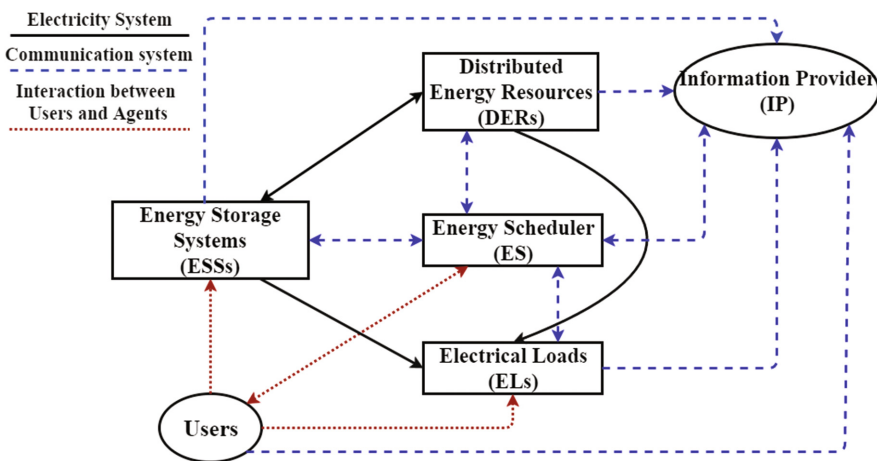 Electricity System
Communication system
Interaction between
Users and Agents
Distributed
Energy Resources
(DERs)
Information Provider
(IP)
Energy Storage
Systems
(ESSs)
Energy Scheduler
(ES)
Electrical Loads
(ELs)
Users